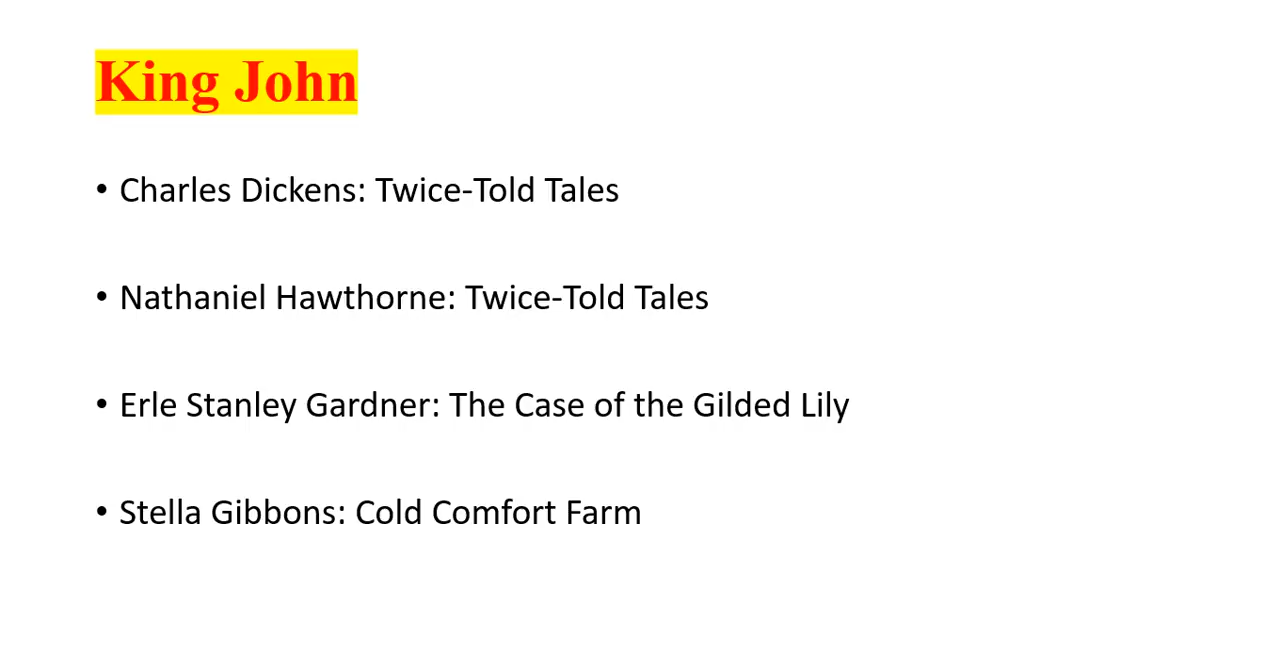 King John
• Charles Dickens: Twice-Told Tales
• Nathaniel Hawthorne: Twice-Told Tales
• Erle Stanley Gardner: The Case of the Gilded Lily
• Stella Gibbons: Cold Comfort Farm